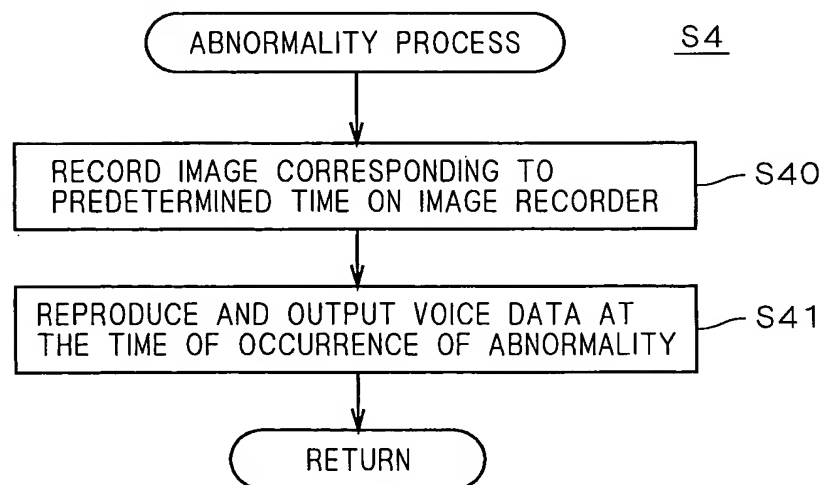 ABNORMALITY PROCESS
S4
RECORD IMAGE CORRESPONDING TO
PREDETERMINED TIME ON IMAGE RECORDER
S40
REPRODUCE AND OUTPUT VOICE DATA AT
THE TIME OF OCCURRENCE OF ABNORMALITY
S41
RETURN